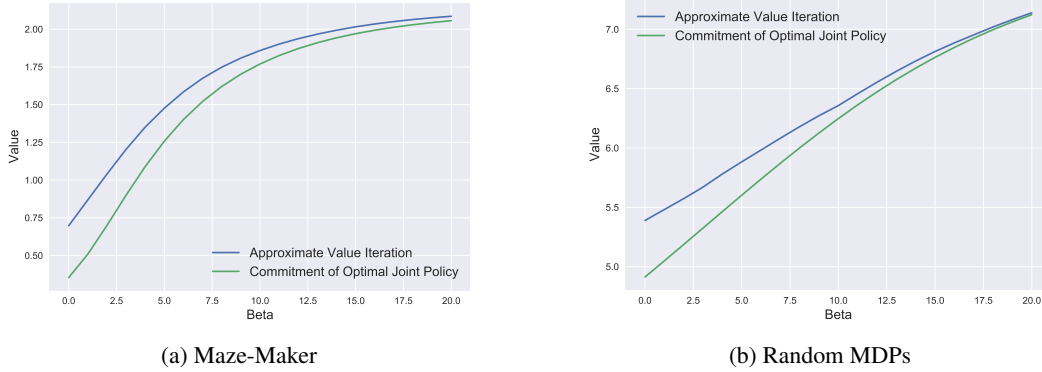 2.00
1.75
1.50
1.25
1.00
0.75
0.50
Value
Approximate Value Iteration
Commitment of Optimal Joint Policy
0.0 2.5 5.0 7.5 10.0 12.5 15.0 17.5 20.0
Beta
(a) Maze-Maker
Approximate Value Iteration
Commitment of Optimal Joint Policy
7.0
6.5
6.0
5.5
5.0
Value
0.0 2.5 5.0 7.5 10.0 12.5 15.0 17.5 20.0
Beta
(b) Random MDPs